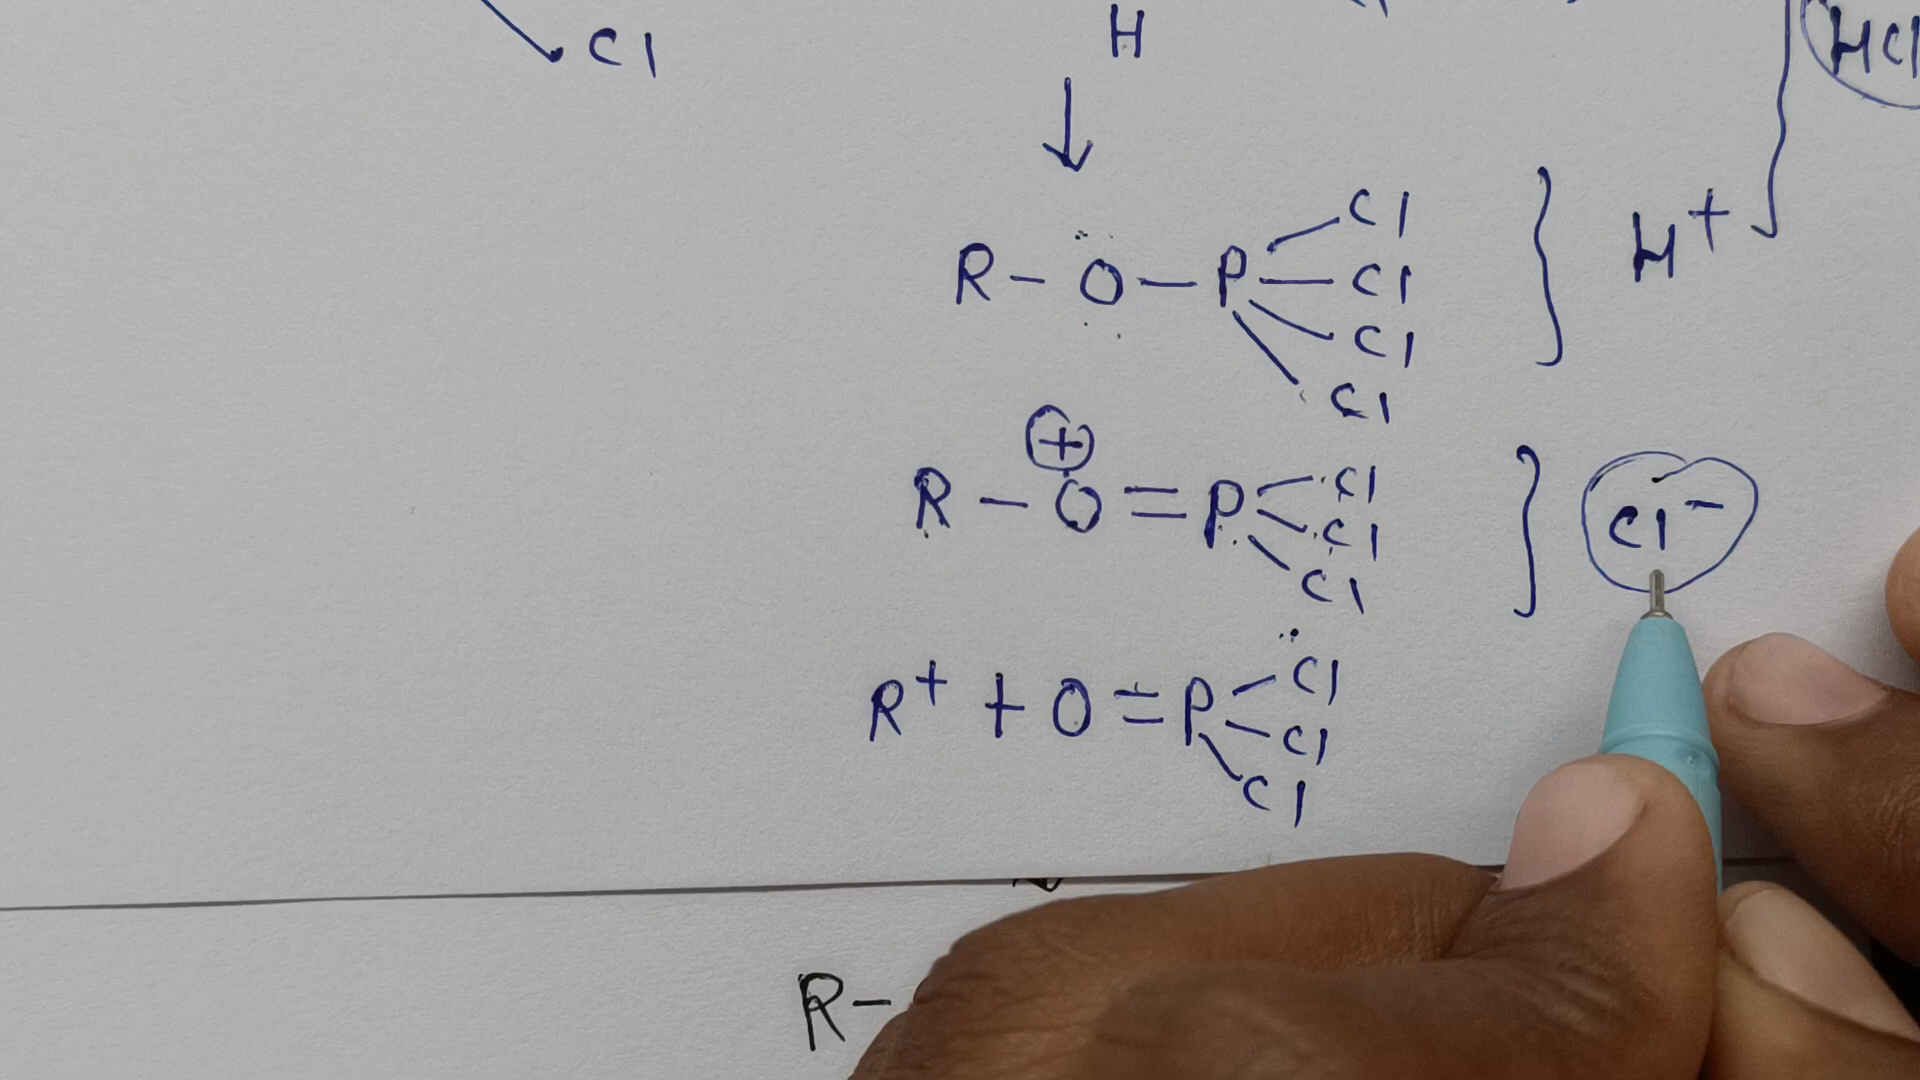 Cl H HCl
R - O - P Cl Cl Cl Cl } H+
+
R - O = P Cl Cl Cl } Cl-
R+ + O = P Cl Cl Cl
R-